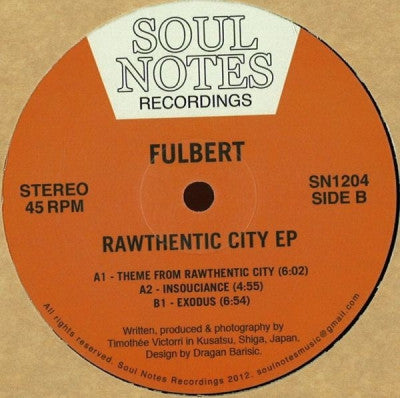 SOUL
NOTES
RECORDINGS
FULBERT
STEREO
45 RPM
SN1204
SIDE B
RAWTHENTIC CITY EP
A1 - THEME FROM RAWTHENTIC CITY (6:02)
A2 - INSOUCIANCE (4:55)
B1 - EXODUS (6:54)
Written, produced & photography by
Timothée Victorri in Kusatsu, Shiga, Japan.
Design by Dragan Barisic.
All rights reserved. Soul Notes Recordings 2012. soulnotesmusic@gmail.com